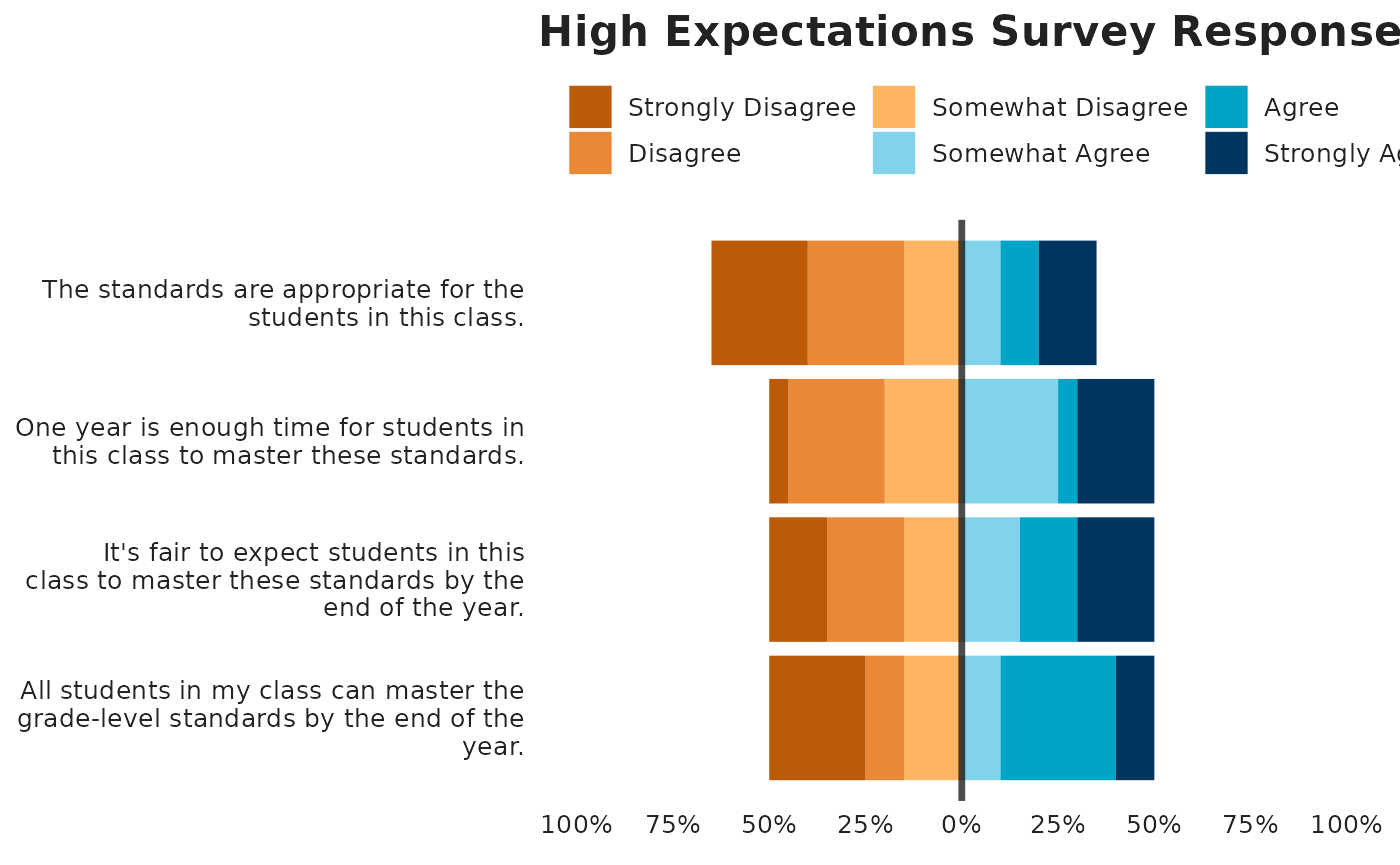 High Expectations Survey Response
Strongly Disagree
Somewhat Disagree
Agree
Disagree
Somewhat Agree
Strongly
The standards are appropriate for the
students in this class.
One year is enough time for students in
this class to master these standards.
It's fair to expect students in this
class to master these standards by the
end of the year.
All students in my class can master the
grade-level standards by the end of the
year.
100% 75% 50% 25% 0% 25% 50% 75% 100%